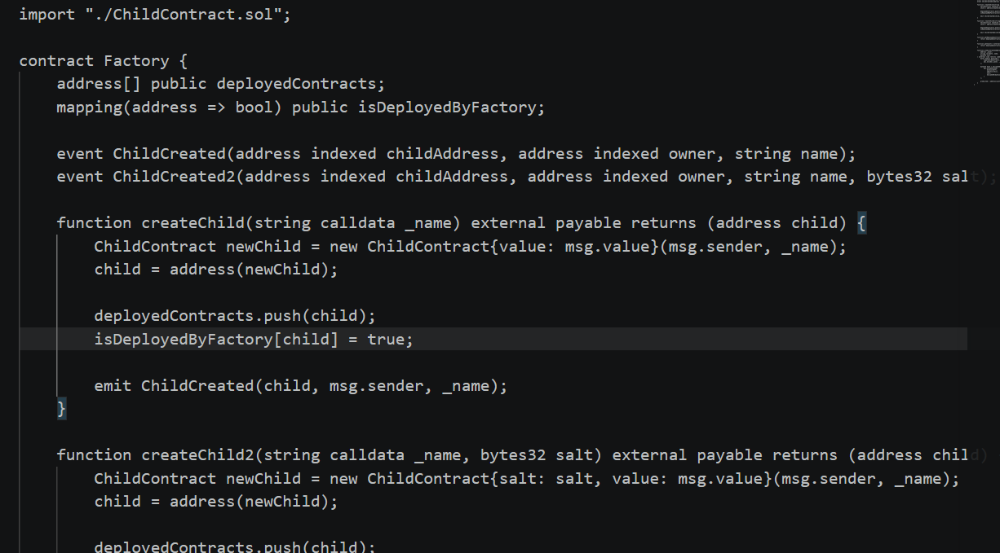 import "./ChildContract.sol";
contract Factory {
address[] public deployedContracts;
mapping(address => bool) public isDeployedByFactory;
event ChildCreated(address indexed childAddress, address indexed owner, string name);
event ChildCreated2(address indexed childAddress, address indexed owner, string name, bytes32 salt);
function createChild(string calldata _name) external payable returns (address child) {
ChildContract newChild = new ChildContract{value: msg.value}(msg.sender, _name);
child = address(newChild);
deployedContracts.push(child);
isDeployedByFactory[child] = true;
emit ChildCreated(child, msg.sender, _name);
}
function createChild2(string calldata _name, bytes32 salt) external payable returns (address child)
ChildContract newChild = new ChildContract{salt: salt, value: msg.value}(msg.sender, _name);
child = address(newChild);
deployedContracts.push(child);